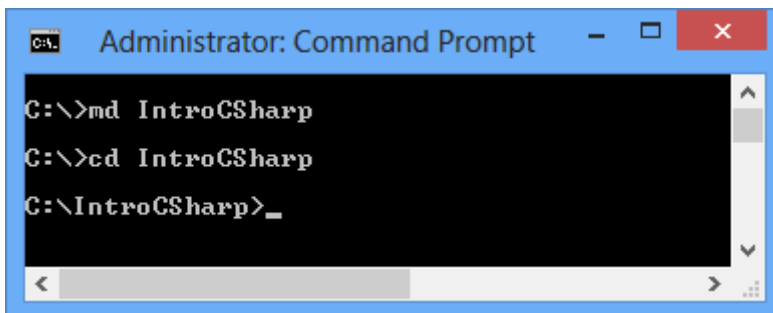 Administrator: Command Prompt
C:\>md IntroCSharp
C:\>cd IntroCSharp
C:\IntroCSharp>_